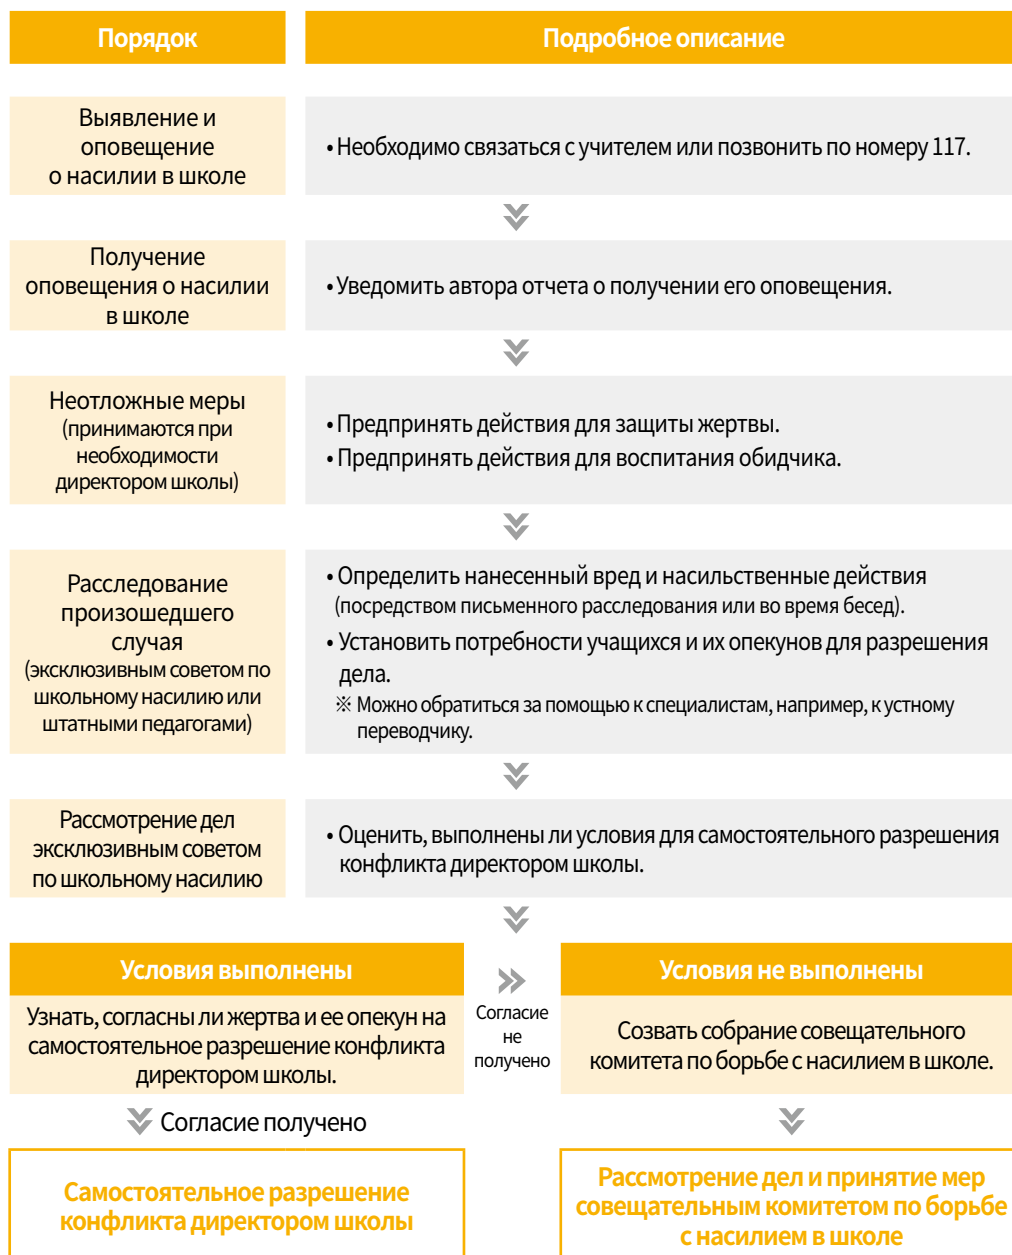 Порядок
Подробное описание
Выявление и
оповещение
о насилии в школе
• Необходимо связаться с учителем или позвонить по номеру 117.
Получение
оповещения о насилии
в школе
• Уведомить автора отчета о получении его оповещения.
Неотложные меры
(принимаются при
необходимости
директором школы)
• Предпринять действия для защиты жертвы.
• Предпринять действия для воспитания обидчика.
Расследование
произошедшего
случая
(эксклюзивным советом по
школьному насилию или
штатными педагогами)
• Определить нанесенный вред и насильственные действия
(посредством письменного расследования или во время бесед).
• Установить потребности учащихся и их опекунов для разрешения
дела.
※ Можно обратиться за помощью к специалистам, например, к устному
переводчику.
Рассмотрение дел
эксклюзивным советом
по школьному насилию
• Оценить, выполнены ли условия для самостоятельного разрешения
конфликта директором школы.
Условия выполнены
Узнать, согласны ли жертва и ее опекун на
самостоятельное разрешение конфликта
директором школы.
Согласие
не
получено
Условия не выполнены
Созвать собрание совещательного
комитета по борьбе с насилием в школе.
Согласие получено
Самостоятельное разрешение
конфликта директором школы
Рассмотрение дел и принятие мер
совещательным комитетом по борьбе
с насилием в школе